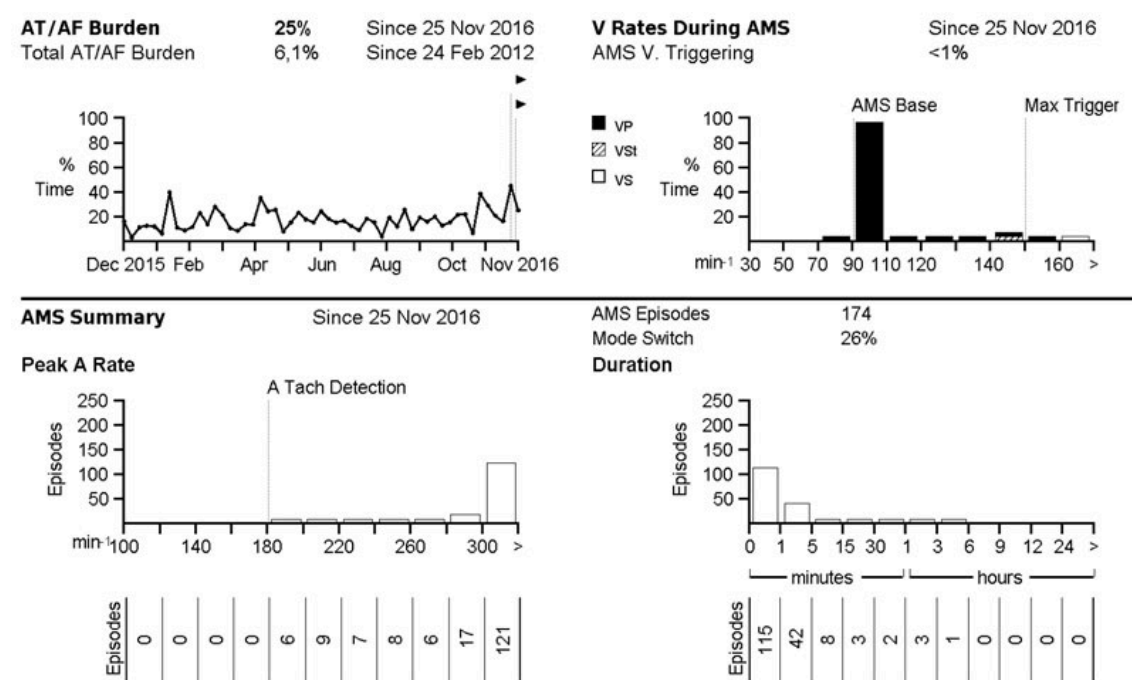 AT/AF Burden 25% Since 25 Nov 2016
Total AT/AF Burden 6,1% Since 24 Feb 2012
100
80
60
40
20
% Time
Dec 2015 Feb Apr Jun Aug Oct Nov 2016
V Rates During AMS Since 25 Nov 2016
AMS V. Triggering <1%
VP
VSt
VS
AMS Base Max Trigger
100
80
60
40
20
% Time
min-1 30 50 70 90 110 120 140 160 >
AMS Summary Since 25 Nov 2016
AMS Episodes 174
Mode Switch 26%
Peak A Rate
A Tach Detection
250
200
150
100
50
Episodes
min-1 100 140 180 220 260 300 >
Episodes 0 0 0 0 6 9 7 8 6 17 121
Duration
250
200
150
100
50
Episodes
0 1 5 15 30 1 3 6 9 12 24 >
minutes hours
Episodes 115 42 8 3 2 3 1 0 0 0 0